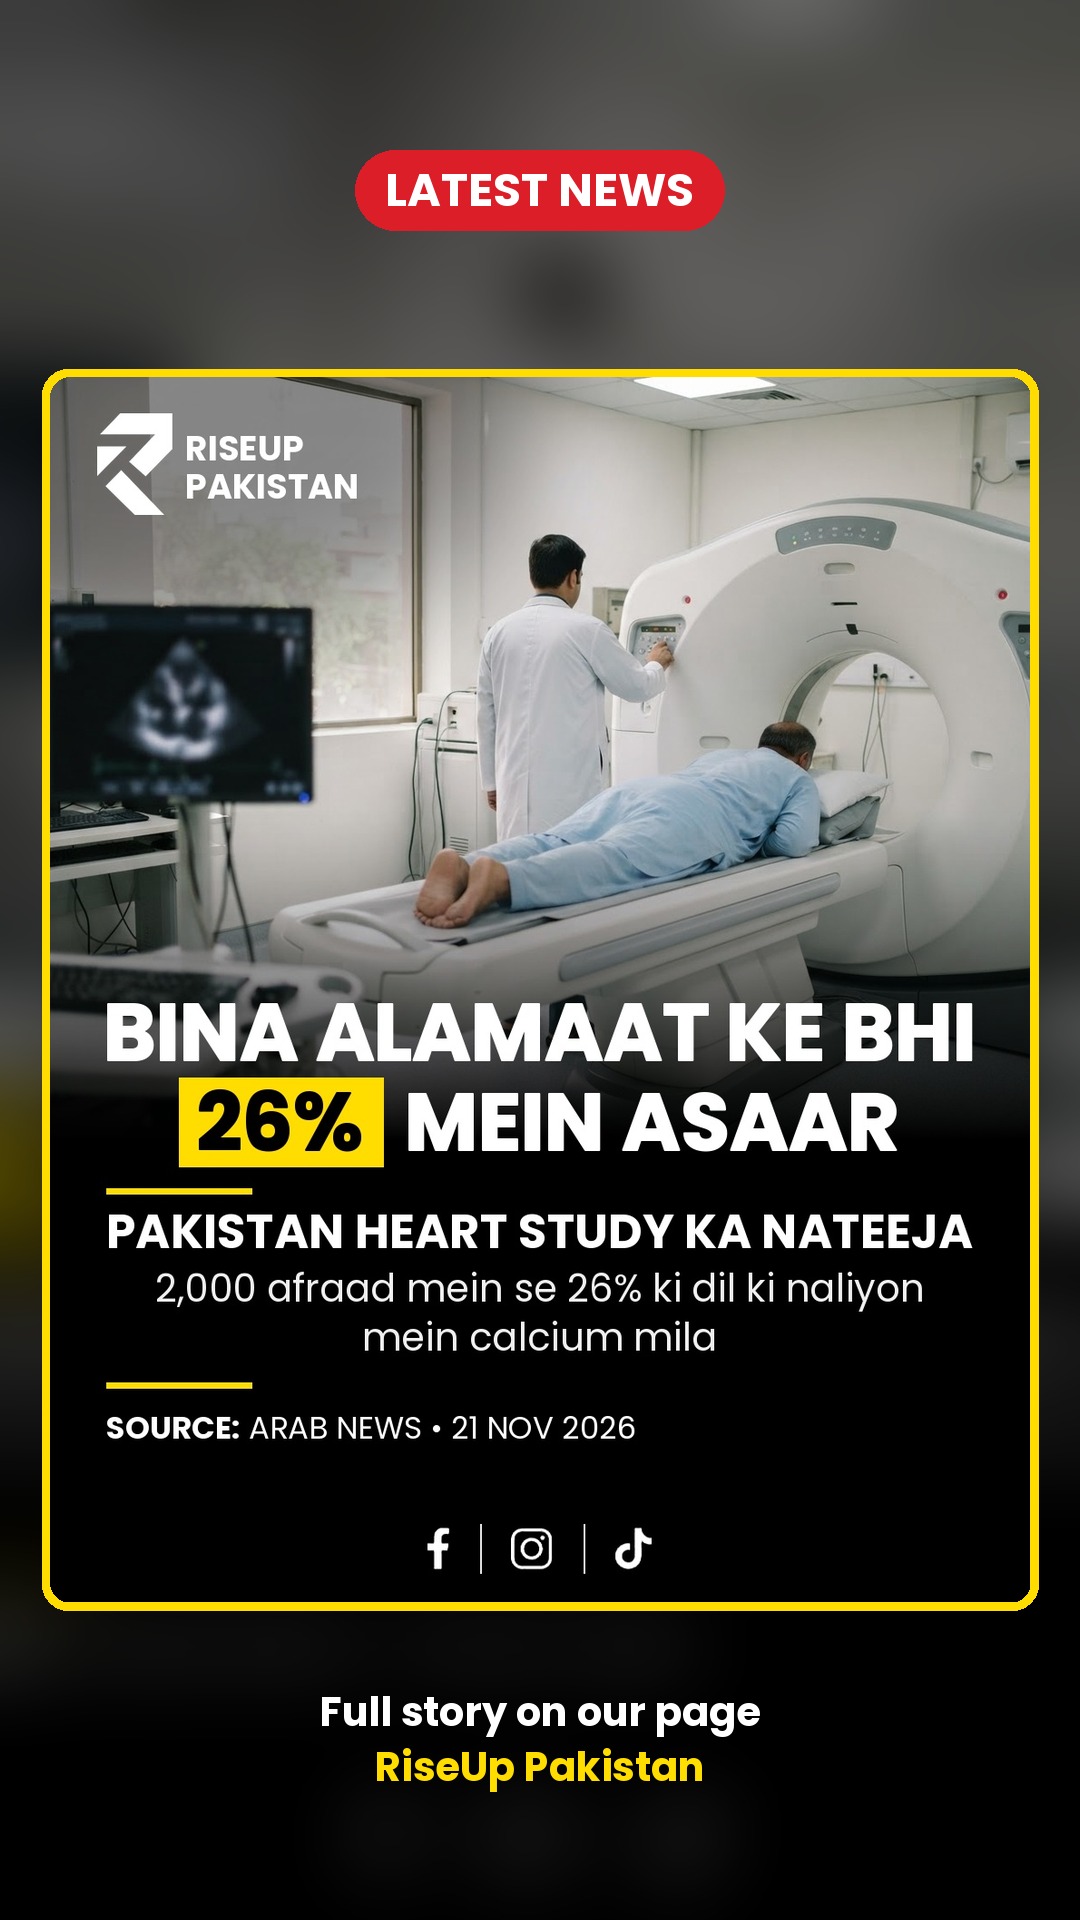 LATEST NEWS
RISEUP
PAKISTAN
BINA ALAMAAT KE BHI
26% MEIN ASAAR
PAKISTAN HEART STUDY KA NATEEJA
2,000 afraad mein se 26% ki dil ki naliyon
mein calcium mila
SOURCE: ARAB NEWS • 21 NOV 2026
Full story on our page
RiseUp Pakistan